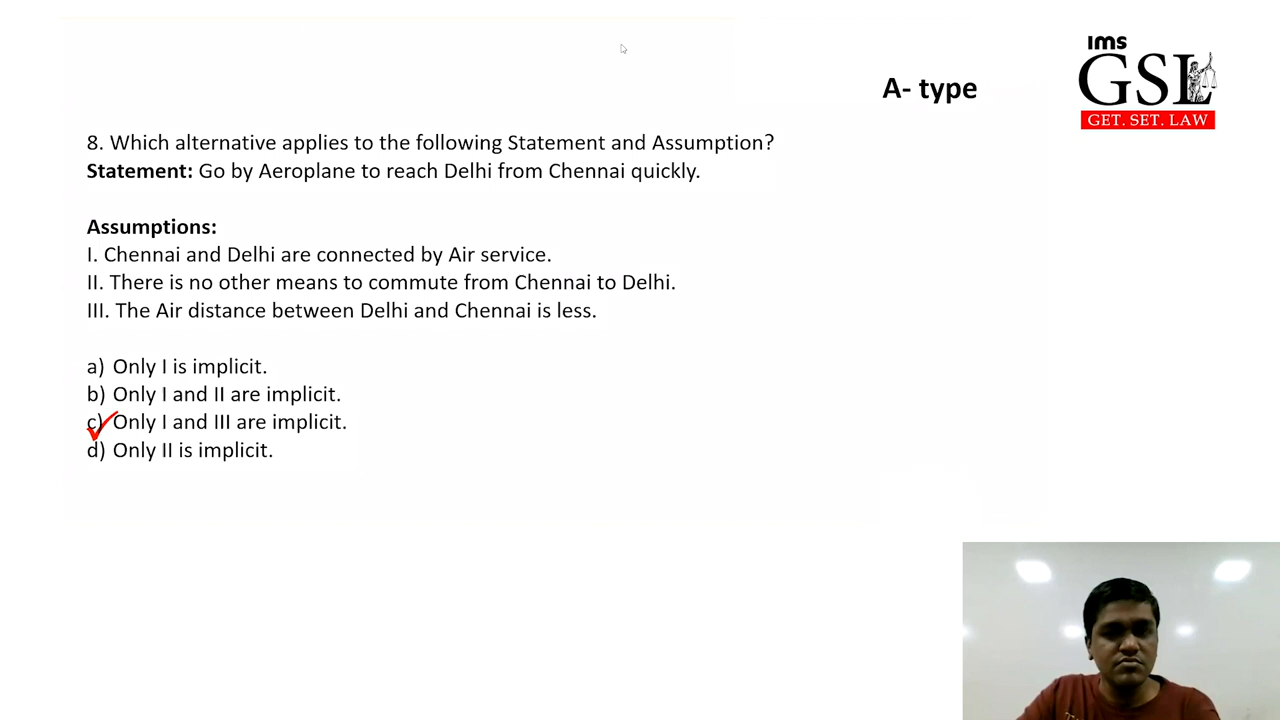 IMS
GSL
GET. SET. LAW
A- type
8. Which alternative applies to the following Statement and Assumption?
Statement: Go by Aeroplane to reach Delhi from Chennai quickly.
Assumptions:
I. Chennai and Delhi are connected by Air service.
II. There is no other means to commute from Chennai to Delhi.
III. The Air distance between Delhi and Chennai is less.
a) Only I is implicit.
b) Only I and II are implicit.
c) Only I and III are implicit.
d) Only II is implicit.